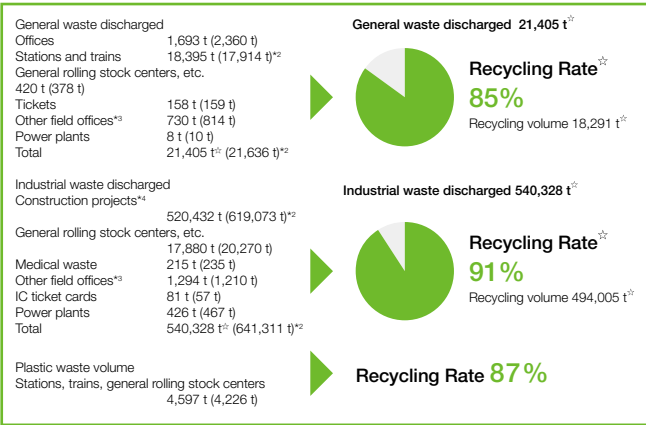 General waste discharged
Offices 1,693 t (2,360 t)
Stations and trains 18,395 t (17,914 t)*2
General rolling stock centers, etc.
420 t (378 t)
Tickets 158 t (159 t)
Other field offices*3 730 t (814 t)
Power plants 8 t (10 t)
Total 21,405 t☆ (21,636 t)*2
General waste discharged 21,405 t☆
Recycling Rate☆
85%
Recycling volume 18,291 t☆
Industrial waste discharged
Construction projects*4
520,432 t (619,073 t)*2
General rolling stock centers, etc.
17,880 t (20,270 t)
Medical waste 215 t (235 t)
Other field offices*3 1,294 t (1,210 t)
IC ticket cards 81 t (57 t)
Power plants 426 t (467 t)
Total 540,328 t☆ (641,311 t)*2
Industrial waste discharged 540,328 t☆
Recycling Rate☆
91%
Recycling volume 494,005 t☆
Plastic waste volume
Stations, trains, general rolling stock centers
4,597 t (4,226 t)
Recycling Rate 87%